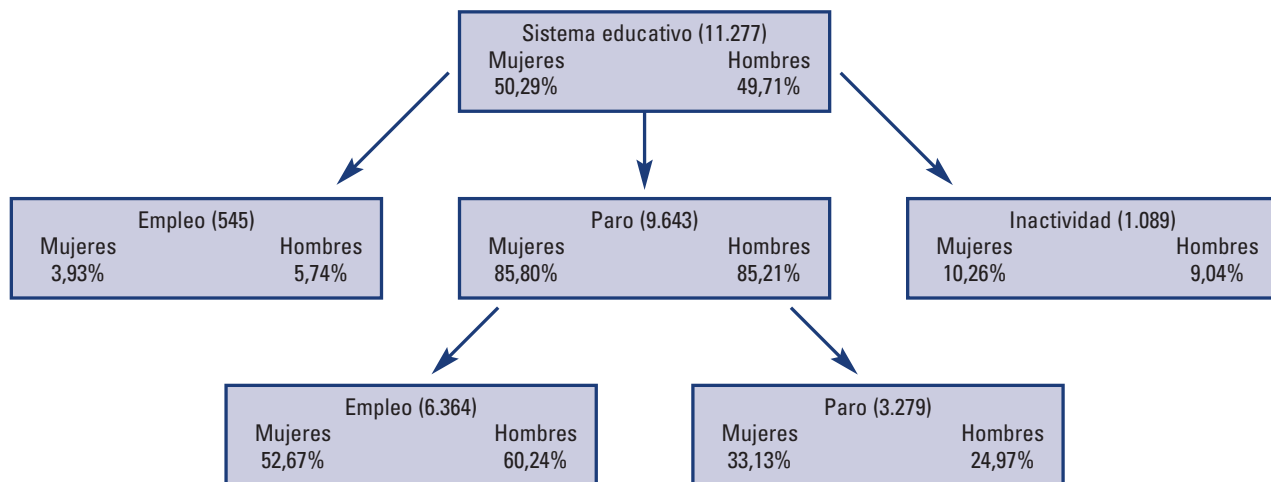 Sistema educativo (11.277)
Mujeres Hombres
50,29% 49,71%
Empleo (545)
Mujeres Hombres
3,93% 5,74%
Paro (9.643)
Mujeres Hombres
85,80% 85,21%
Inactividad (1.089)
Mujeres Hombres
10,26% 9,04%
Empleo (6.364)
Mujeres Hombres
52,67% 60,24%
Paro (3.279)
Mujeres Hombres
33,13% 24,97%